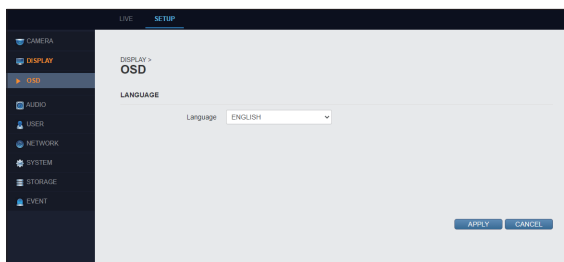 LIVE SETUP
CAMERA
DISPLAY
OSD
AUDIO
USER
NETWORK
SYSTEM
STORAGE
EVENT
DISPLAY >
OSD
LANGUAGE
Language ENGLISH
APPLY CANCEL